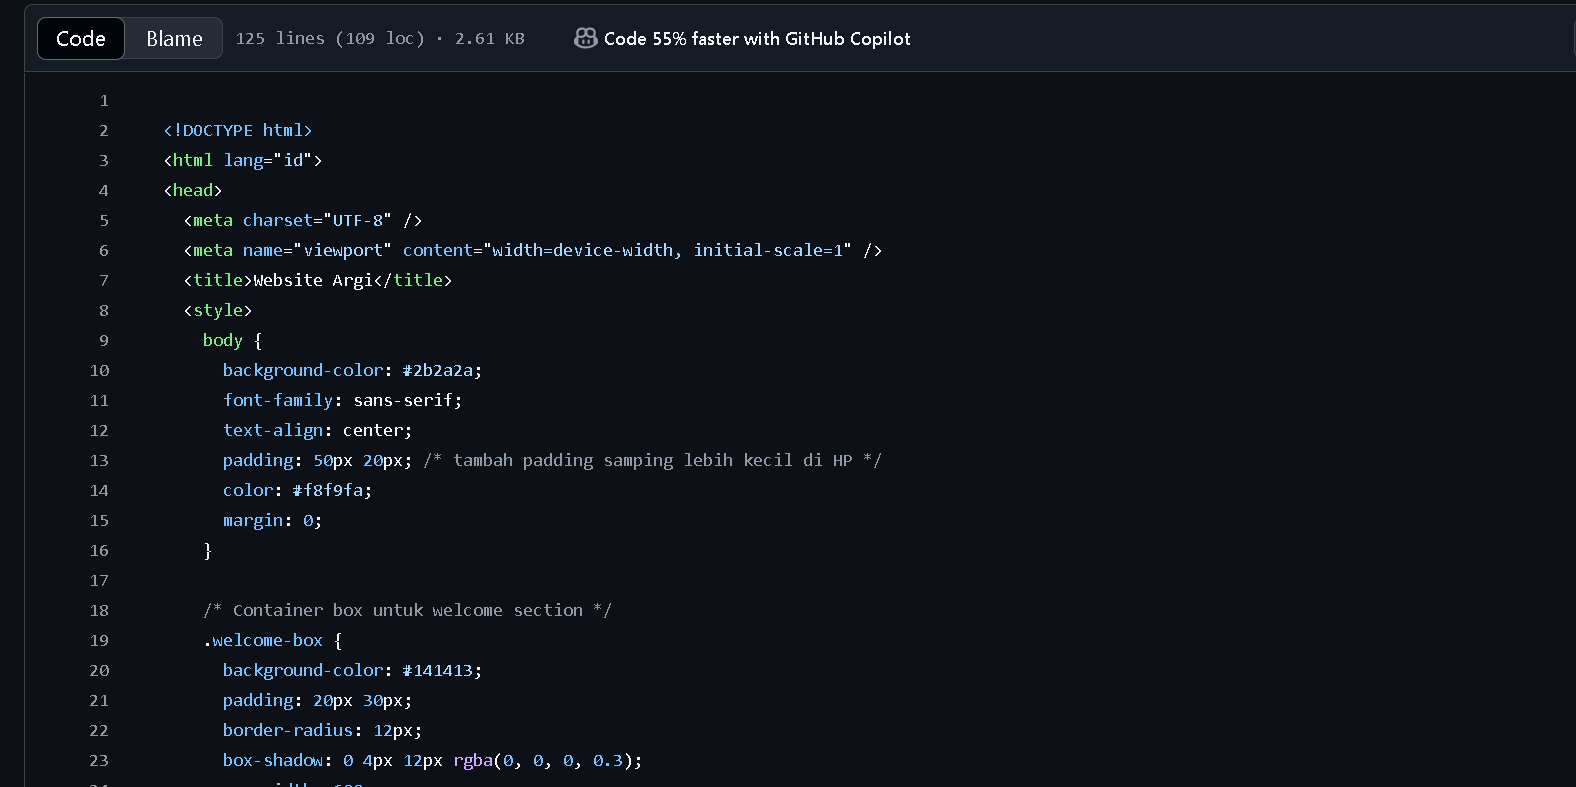 Code Blame 125 lines (109 loc) · 2.61 KB Code 55% faster with GitHub Copilot
1
2 <!DOCTYPE html>
3 <html lang="id">
4 <head>
5 <meta charset="UTF-8" />
6 <meta name="viewport" content="width=device-width, initial-scale=1" />
7 <title>Website Argi</title>
8 <style>
9 body {
10 background-color: #2b2a2a;
11 font-family: sans-serif;
12 text-align: center;
13 padding: 50px 20px; /* tambah padding samping lebih kecil di HP */
14 color: #f8f9fa;
15 margin: 0;
16 }
17
18 /* Container box untuk welcome section */
19 .welcome-box {
20 background-color: #141413;
21 padding: 20px 30px;
22 border-radius: 12px;
23 box-shadow: 0 4px 12px rgba(0, 0, 0, 0.3);